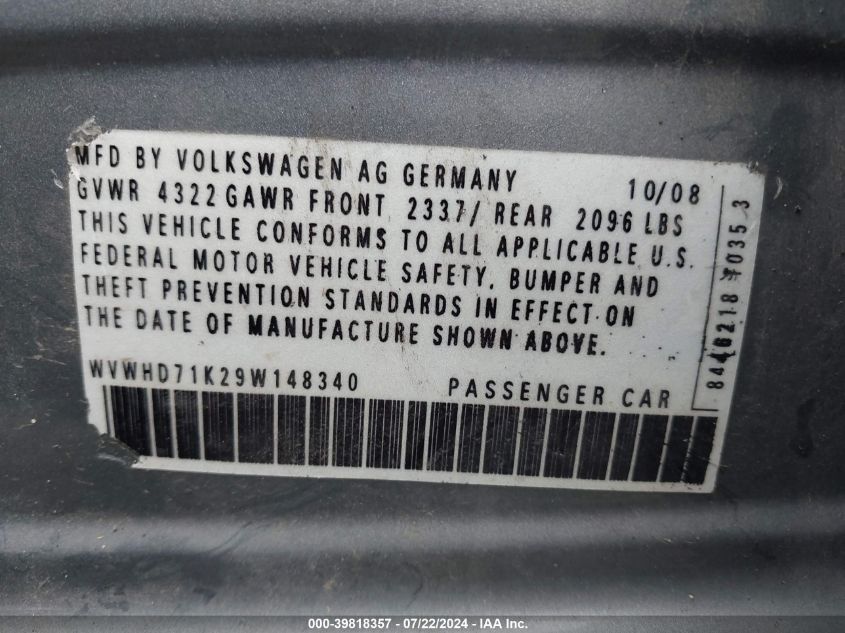 MFD BY VOLKSWAGEN AG GERMANY 10/08
GVWR 4322 GAWR FRONT 2337/ REAR 2096 LBS
THIS VEHICLE CONFORMS TO ALL APPLICABLE U.S.
FEDERAL MOTOR VEHICLE SAFETY, BUMPER AND
THEFT PREVENTION STANDARDS IN EFFECT ON
THE DATE OF MANUFACTURE SHOWN ABOVE.
WVWHD71K29W148340 PASSENGER CAR
000-39818357 - 07/22/2024 - IAA Inc.